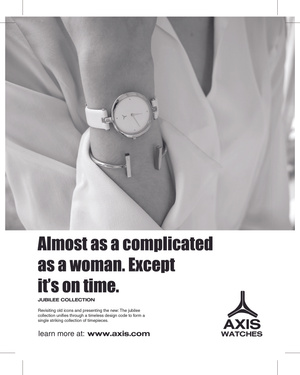 Almost as a complicated
as a woman. Except
it's on time.
JUBILEE COLLECTION
Revisiting old icons and presenting the new. The jubilee
collection unifies through a timeless design code to form a
single striking collection of timepieces.
learn more at: www.axis.com
AXIS
WATCHES